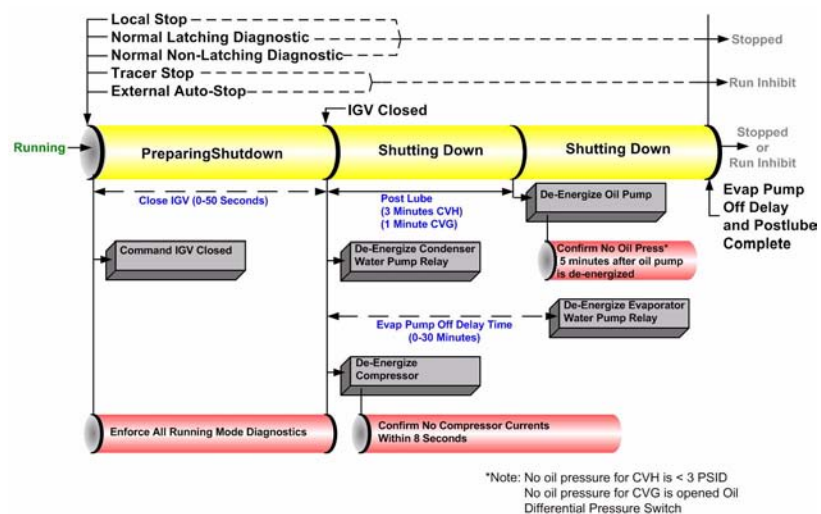 Local Stop
Normal Latching Diagnostic
Normal Non-Latching Diagnostic
Stopped
Tracer Stop
External Auto-Stop
Run Inhibit
IGV Closed
Running
PreparingShutdown
Shutting Down
Shutting Down
Stopped
or
Run Inhibit
Close IGV (0-50 Seconds)
Post Lube
(3 Minutes CVH)
(1 Minute CVG)
De-Energize Oil Pump
Evap Pump
Off Delay
and Postlube
Complete
Command IGV Closed
De-Energize Condenser
Water Pump Relay
Confirm No Oil Press*
5 minutes after oil pump
is de-energized
Evap Pump Off Delay Time
(0-30 Minutes)
De-Energize Evaporator
Water Pump Relay
De-Energize
Compressor
Enforce All Running Mode Diagnostics
Confirm No Compressor Currents
Within 8 Seconds
*Note: No oil pressure for CVH is < 3 PSID
No oil pressure for CVG is opened Oil
Differential Pressure Switch